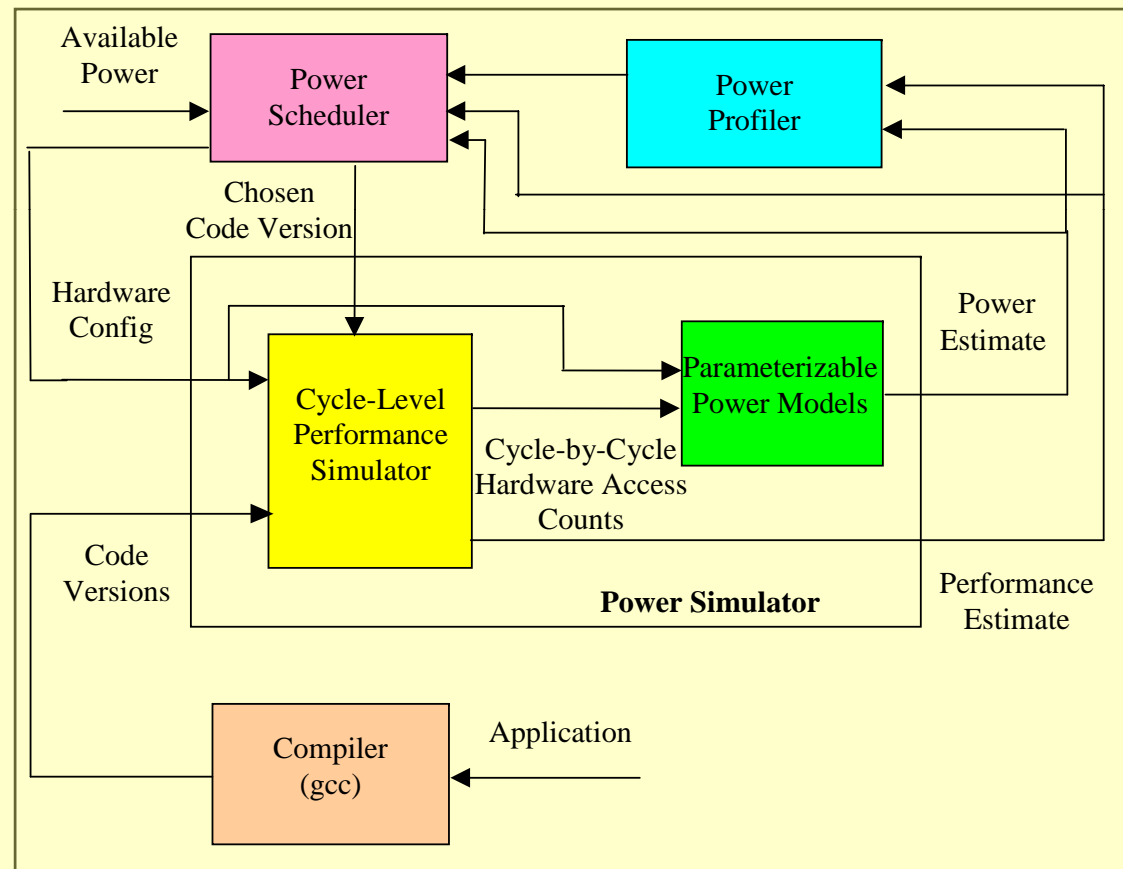 Available
Power
Power
Scheduler
Power
Profiler
Chosen
Code Version
Hardware
Config
Power
Estimate
Cycle-Level
Performance
Simulator
Parameterizable
Power Models
Cycle-by-Cycle
Hardware Access
Counts
Code
Versions
Power Simulator
Performance
Estimate
Compiler
(gcc)
Application